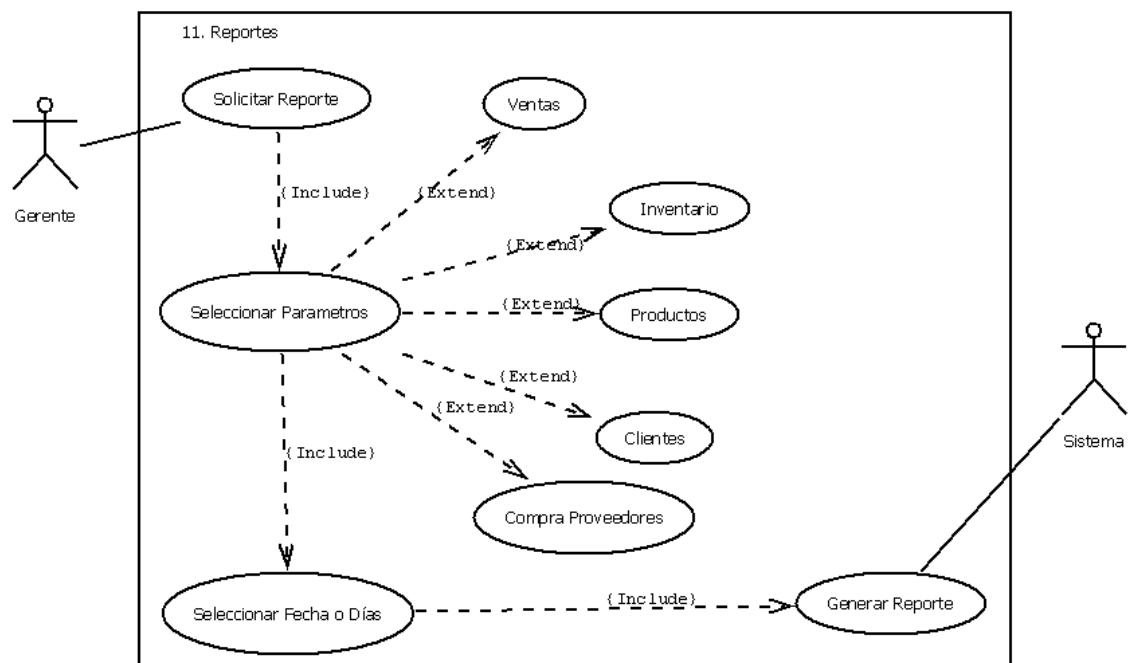 11. Reportes
Solicitar Reporte
Ventas
Gerente
{Include}
{Extend}
Inventario
{Extend}
Seleccionar Parametros
{Extend}
Productos
{Extend}
{Extend}
Clientes
Sistema
{Include}
Compra Proveedores
Seleccionar Fecha o Días
{Include}
Generar Reporte